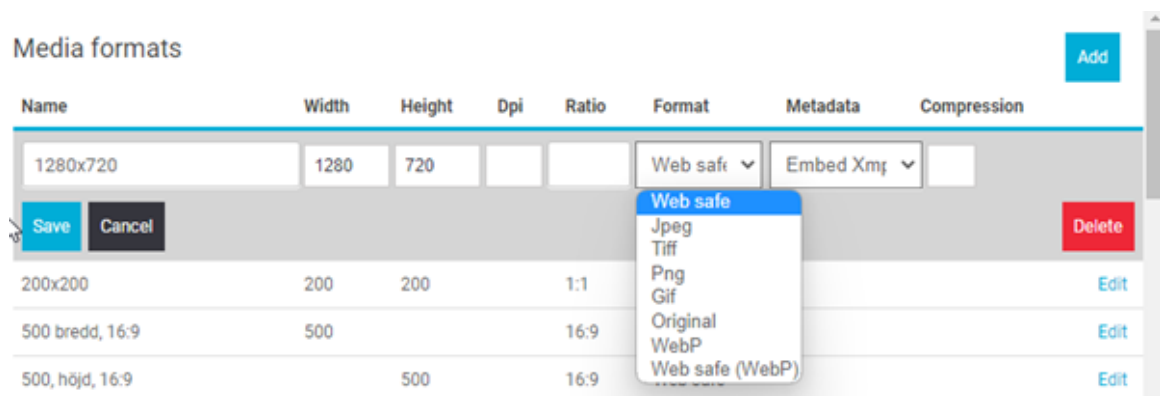 Media formats
Add
Name Width Height Dpi Ratio Format Metadata Compression
1280x720 1280 720 Web safe Embed Xmp
Save Cancel Delete
Web safe
Jpeg
Tiff
Png
Gif
Original
WebP
Web safe (WebP)
200x200 200 200 1:1 Edit
500 bredd, 16:9 500 16:9 Edit
500, höjd, 16:9 500 16:9 Edit